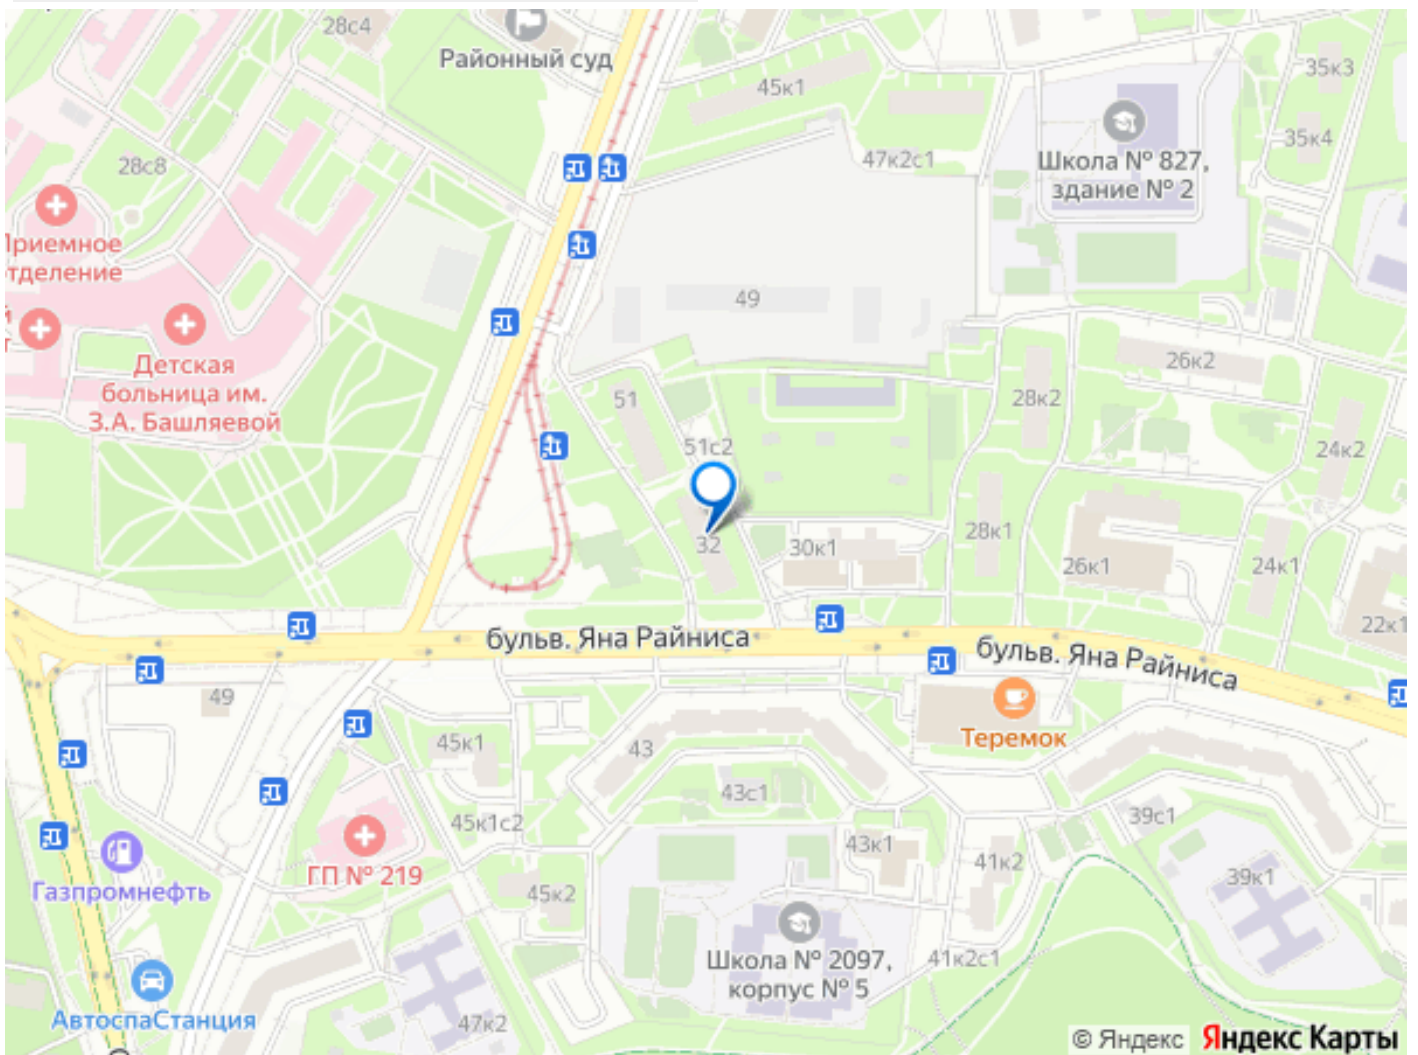 28с4
Районный суд
45к1
35к3
35к4
47к2с1
Школа № 827,
здание № 2
28с8
Приемное
отделение
49
Детская
больница им.
З.А. Башляевой
26к2
28к2
51
51с2
24к2
32
30к1
28к1
26к1
24к1
22к1
бульв. Яна Райниса
бульв. Яна Райниса
49
Теремок
45к1
43
43с1
39с1
45к1с2
43к1
41к2
ГП № 219
39к1
Газпромнефть
45к2
Школа № 2097,
корпус № 5
41к2с1
АвтоспаСтанция
47к2
© Яндекс Яндекс Карты